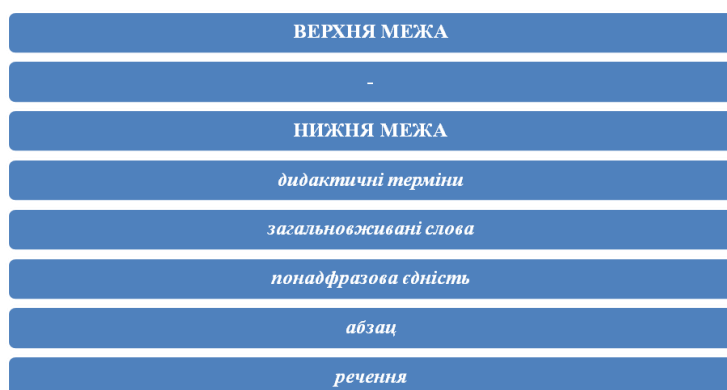 ВЕРХНЯ МЕЖА
-
НИЖНЯ МЕЖА
дидактичні терміни
загальновживані слова
понадфразова єдність
абзац
речення